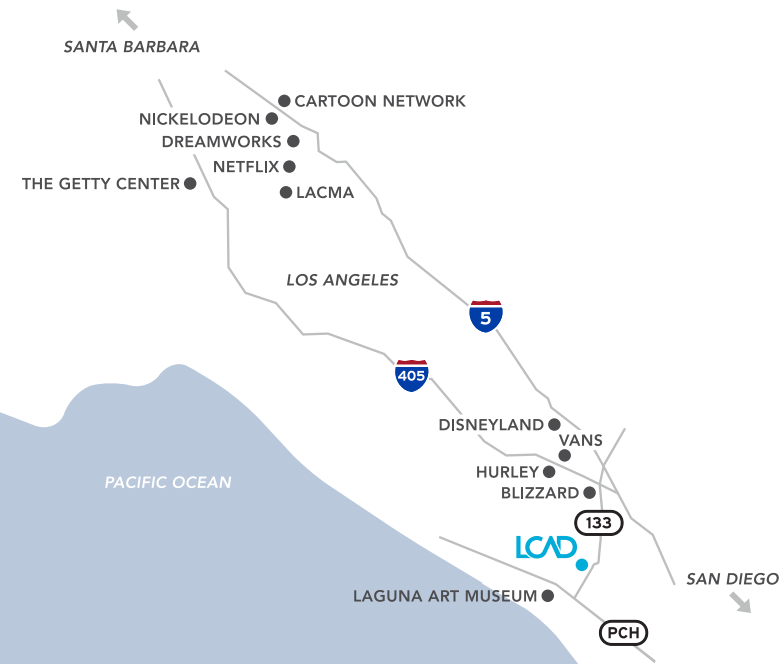 SANTA BARBARA
CARTOON NETWORK
NICKELODEON
DREAMWORKS
NETFLIX
THE GETTY CENTER
LACMA
LOS ANGELES
5
405
DISNEYLAND
VANS
HURLEY
PACIFIC OCEAN
BLIZZARD
133
LCAD
SAN DIEGO
LAGUNA ART MUSEUM
PCH